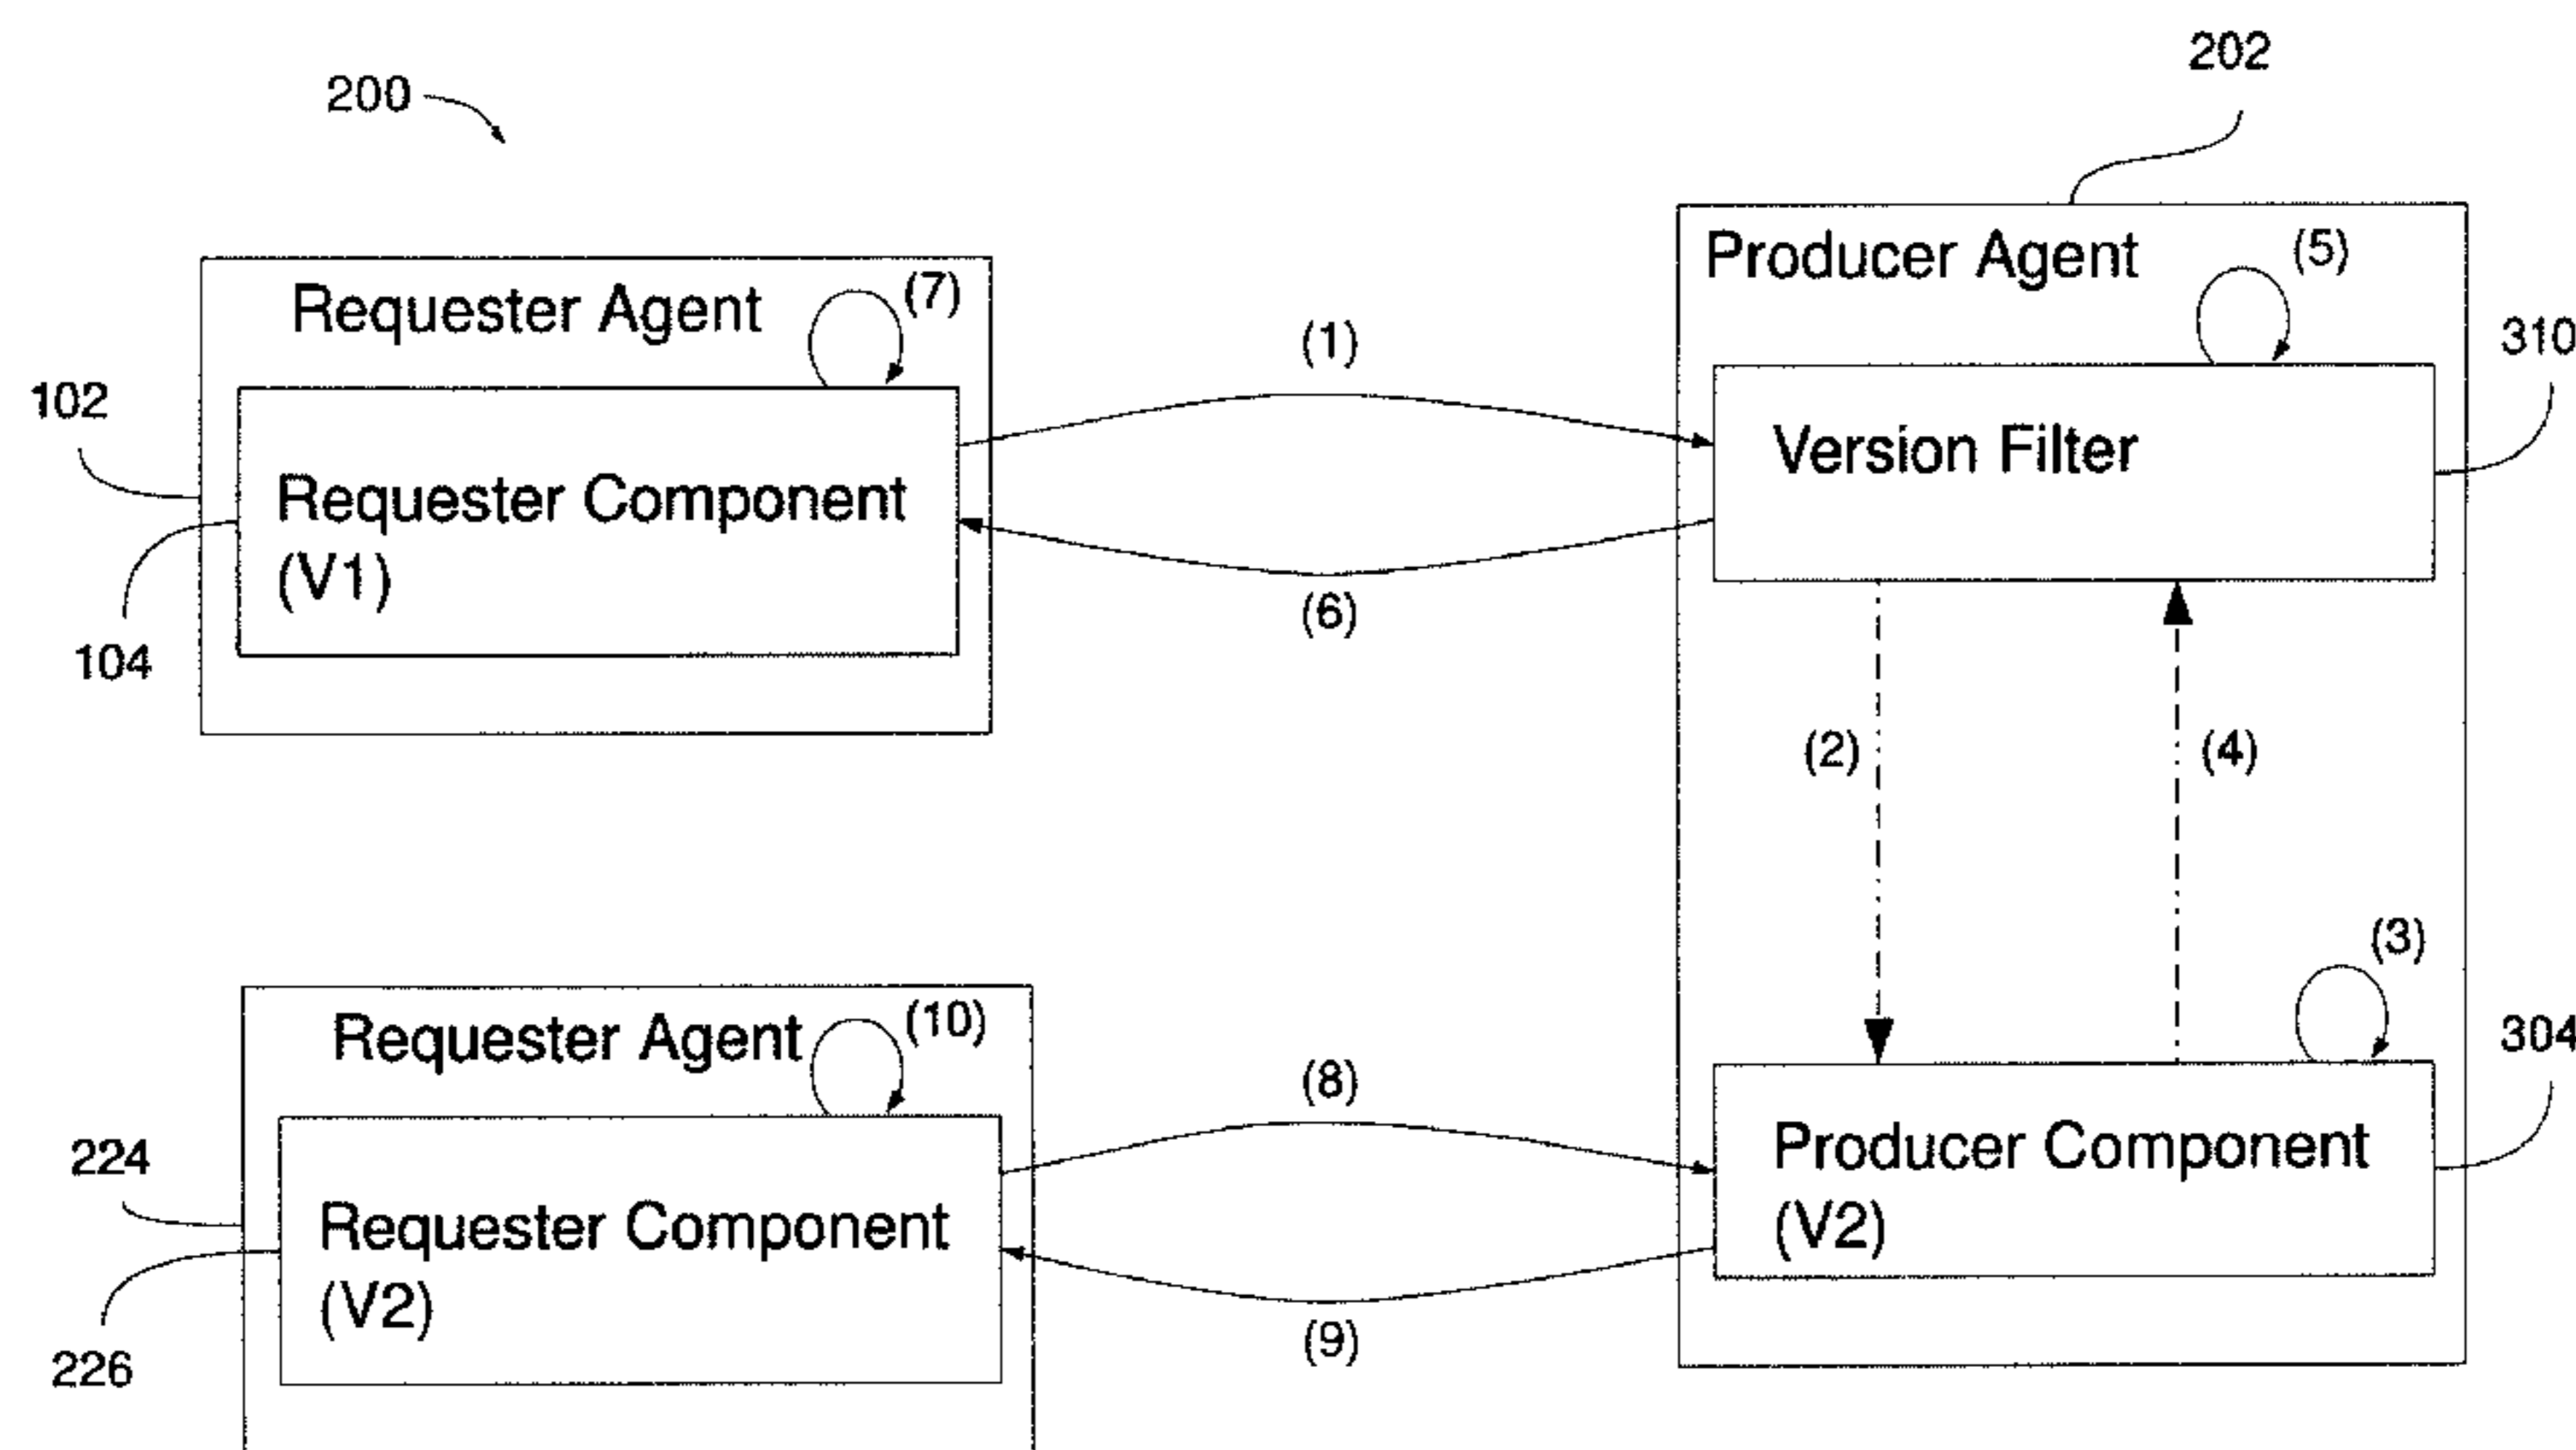 200
202
Requester Agent
(7)
Producer Agent
(5)
310
102
(1)
Requester Component
(V1)
Version Filter
104
(6)
(2)
(4)
(3)
Requester Agent
(10)
304
224
(8)
Requester Component
(V2)
Producer Component
(V2)
226
(9)